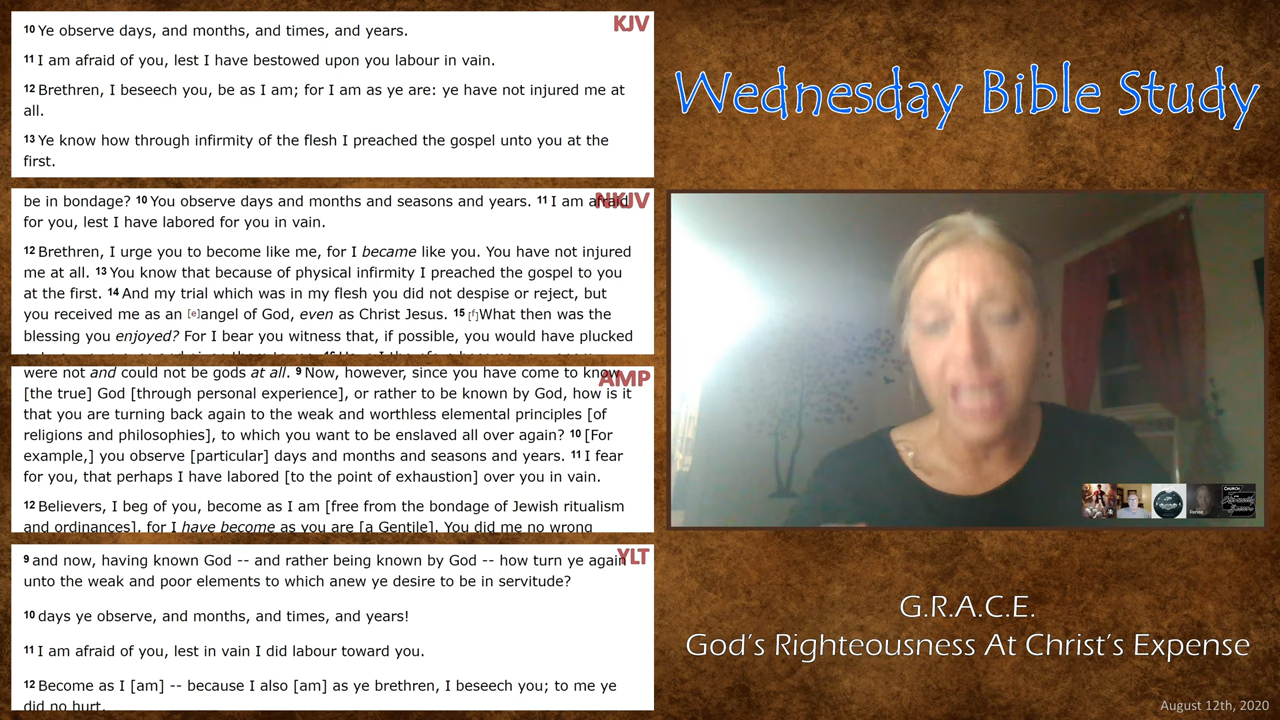 KJV
10 Ye observe days, and months, and times, and years.
11 I am afraid of you, lest I have bestowed upon you labour in vain.
12 Brethren, I beseech you, be as I am; for I am as ye are: ye have not injured me at
all.
13 Ye know how through infirmity of the flesh I preached the gospel unto you at the
first.
NKJV
be in bondage? 10 You observe days and months and seasons and years. 11 I am afraid
for you, lest I have labored for you in vain.
12 Brethren, I urge you to become like me, for I became like you. You have not injured
me at all. 13 You know that because of physical infirmity I preached the gospel to you
at the first. 14 And my trial which was in my flesh you did not despise or reject, but
you received me as an [e]angel of God, even as Christ Jesus. 15 [f]What then was the
blessing you enjoyed? For I bear you witness that, if possible, you would have plucked
AMP
were not and could not be gods at all. 9 Now, however, since you have come to know
[the true] God [through personal experience], or rather to be known by God, how is it
that you are turning back again to the weak and worthless elemental principles [of
religions and philosophies], to which you want to be enslaved all over again? 10 [For
example,] you observe [particular] days and months and seasons and years. 11 I fear
for you, that perhaps I have labored [to the point of exhaustion] over you in vain.
12 Believers, I beg of you, become as I am [free from the bondage of Jewish ritualism
and ordinances], for I have become as you are [a Gentile]. You did me no wrong
YLT
9 and now, having known God -- and rather being known by God -- how turn ye again
unto the weak and poor elements to which anew ye desire to be in servitude?
10 days ye observe, and months, and times, and years!
11 I am afraid of you, lest in vain I did labour toward you.
12 Become as I [am] -- because I also [am] as ye brethren, I beseech you; to me ye
did no hurt.
Wednesday Bible Study
Renee
CHURCH
G.R.A.C.E.
God's Righteousness At Christ's Expense
August 12th, 2020